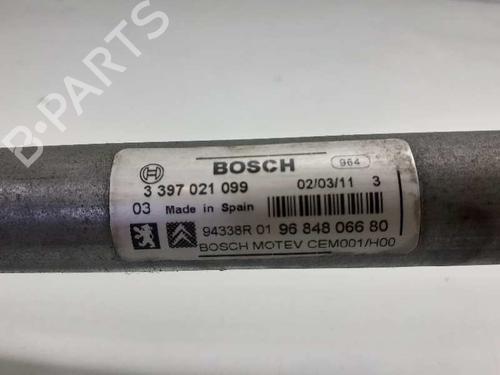 B-PARTS
BOSCH 964
3 397 021 099 02/03/11 3
03 Made in Spain
94338R 01 96 848 066 80
BOSCH MOTEV CEM001/H00